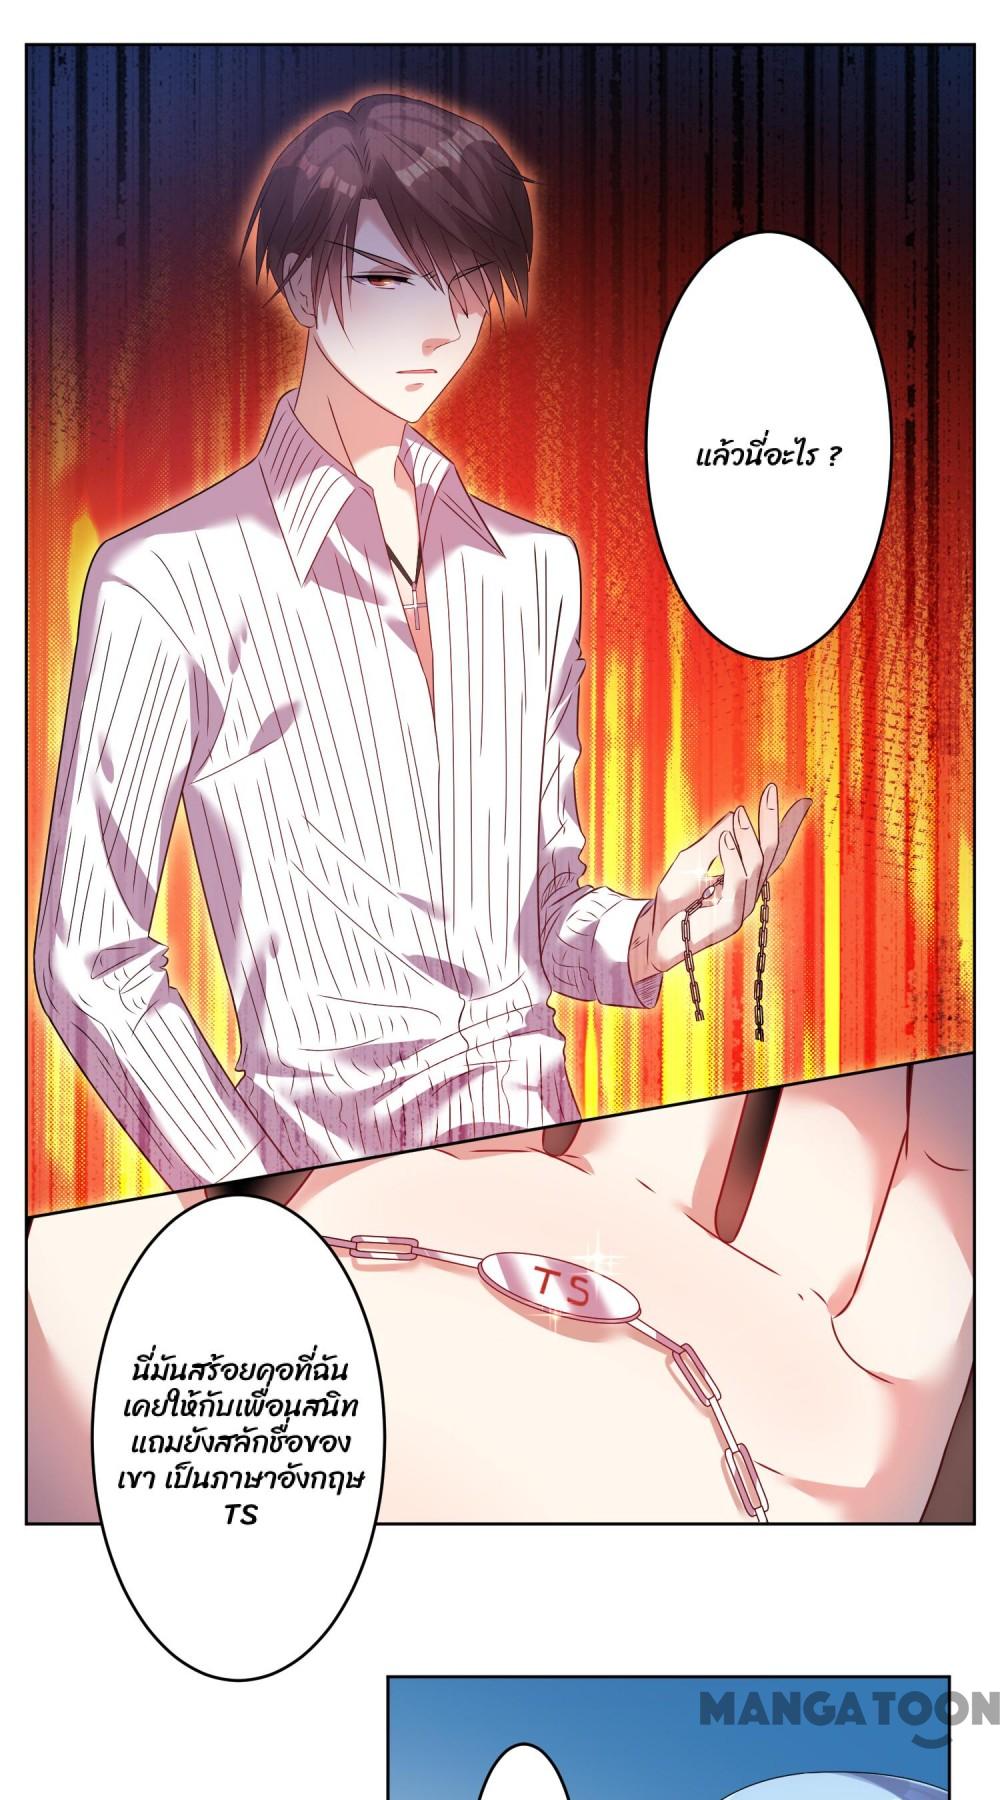 แล้วนี่อะไร ?
TS
นี่มันสร้อยคอที่ฉัน
เคยให้กับเพื่อนสนิท
แถมยังสลักชื่อของ
เขา เป็นภาษาอังกฤษ
TS
MANGATOON